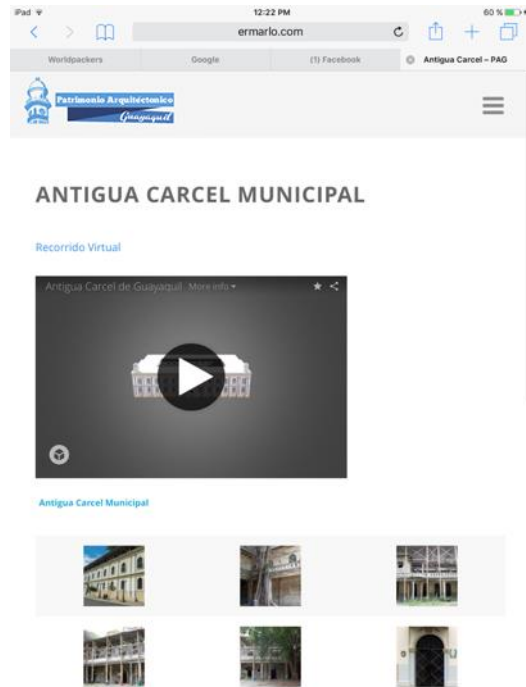 iPad
12:22 PM
60 %
ermarlo.com
Worldpackers
Google
(1) Facebook
Antigua Carcel – PAG
Patrimonio Arquitéctonico
Guayaquil
ANTIGUA CARCEL MUNICIPAL
Recorrido Virtual
Antigua Carcel de Guayaquil More info
Antigua Carcel Municipal